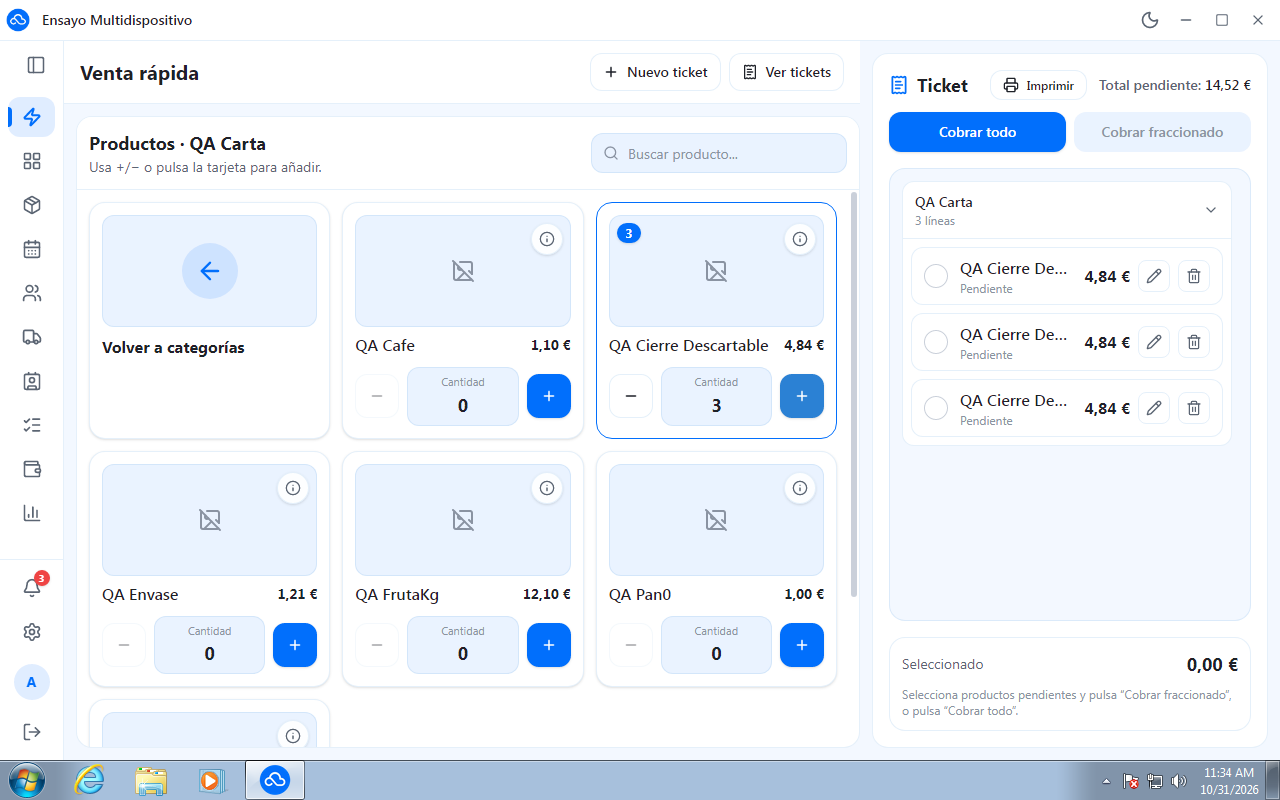 Ensayo Multidispositivo
Venta rápida
Nuevo ticket
Ver tickets
Productos · QA Carta
Usa +/− o pulsa la tarjeta para añadir.
Buscar producto...
Volver a categorías
QA Cafe
1,10 €
Cantidad
0
3
QA Cierre Descartable
4,84 €
Cantidad
3
QA Envase
1,21 €
Cantidad
0
QA FrutaKg
12,10 €
Cantidad
0
QA Pan0
1,00 €
Cantidad
0
3
A
Ticket
Imprimir
Total pendiente: 14,52 €
Cobrar todo
Cobrar fraccionado
QA Carta
3 líneas
QA Cierre De...
Pendiente
4,84 €
QA Cierre De...
Pendiente
4,84 €
QA Cierre De...
Pendiente
4,84 €
Seleccionado
0,00 €
Selecciona productos pendientes y pulsa “Cobrar fraccionado”,
o pulsa “Cobrar todo”.
11:34 AM
10/31/2026